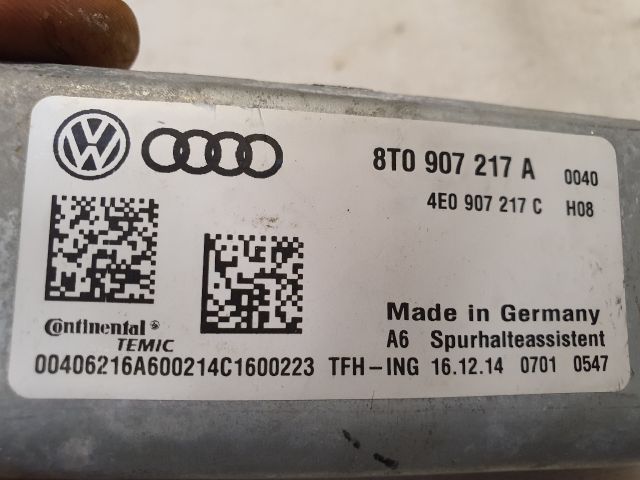 8T0 907 217 A 0040
4E0 907 217 C H08
Made in Germany
Continental
TEMIC
A6 Spurhalteassistent
00406216A600214C1600223 TFH-ING 16.12.14 0701 0547